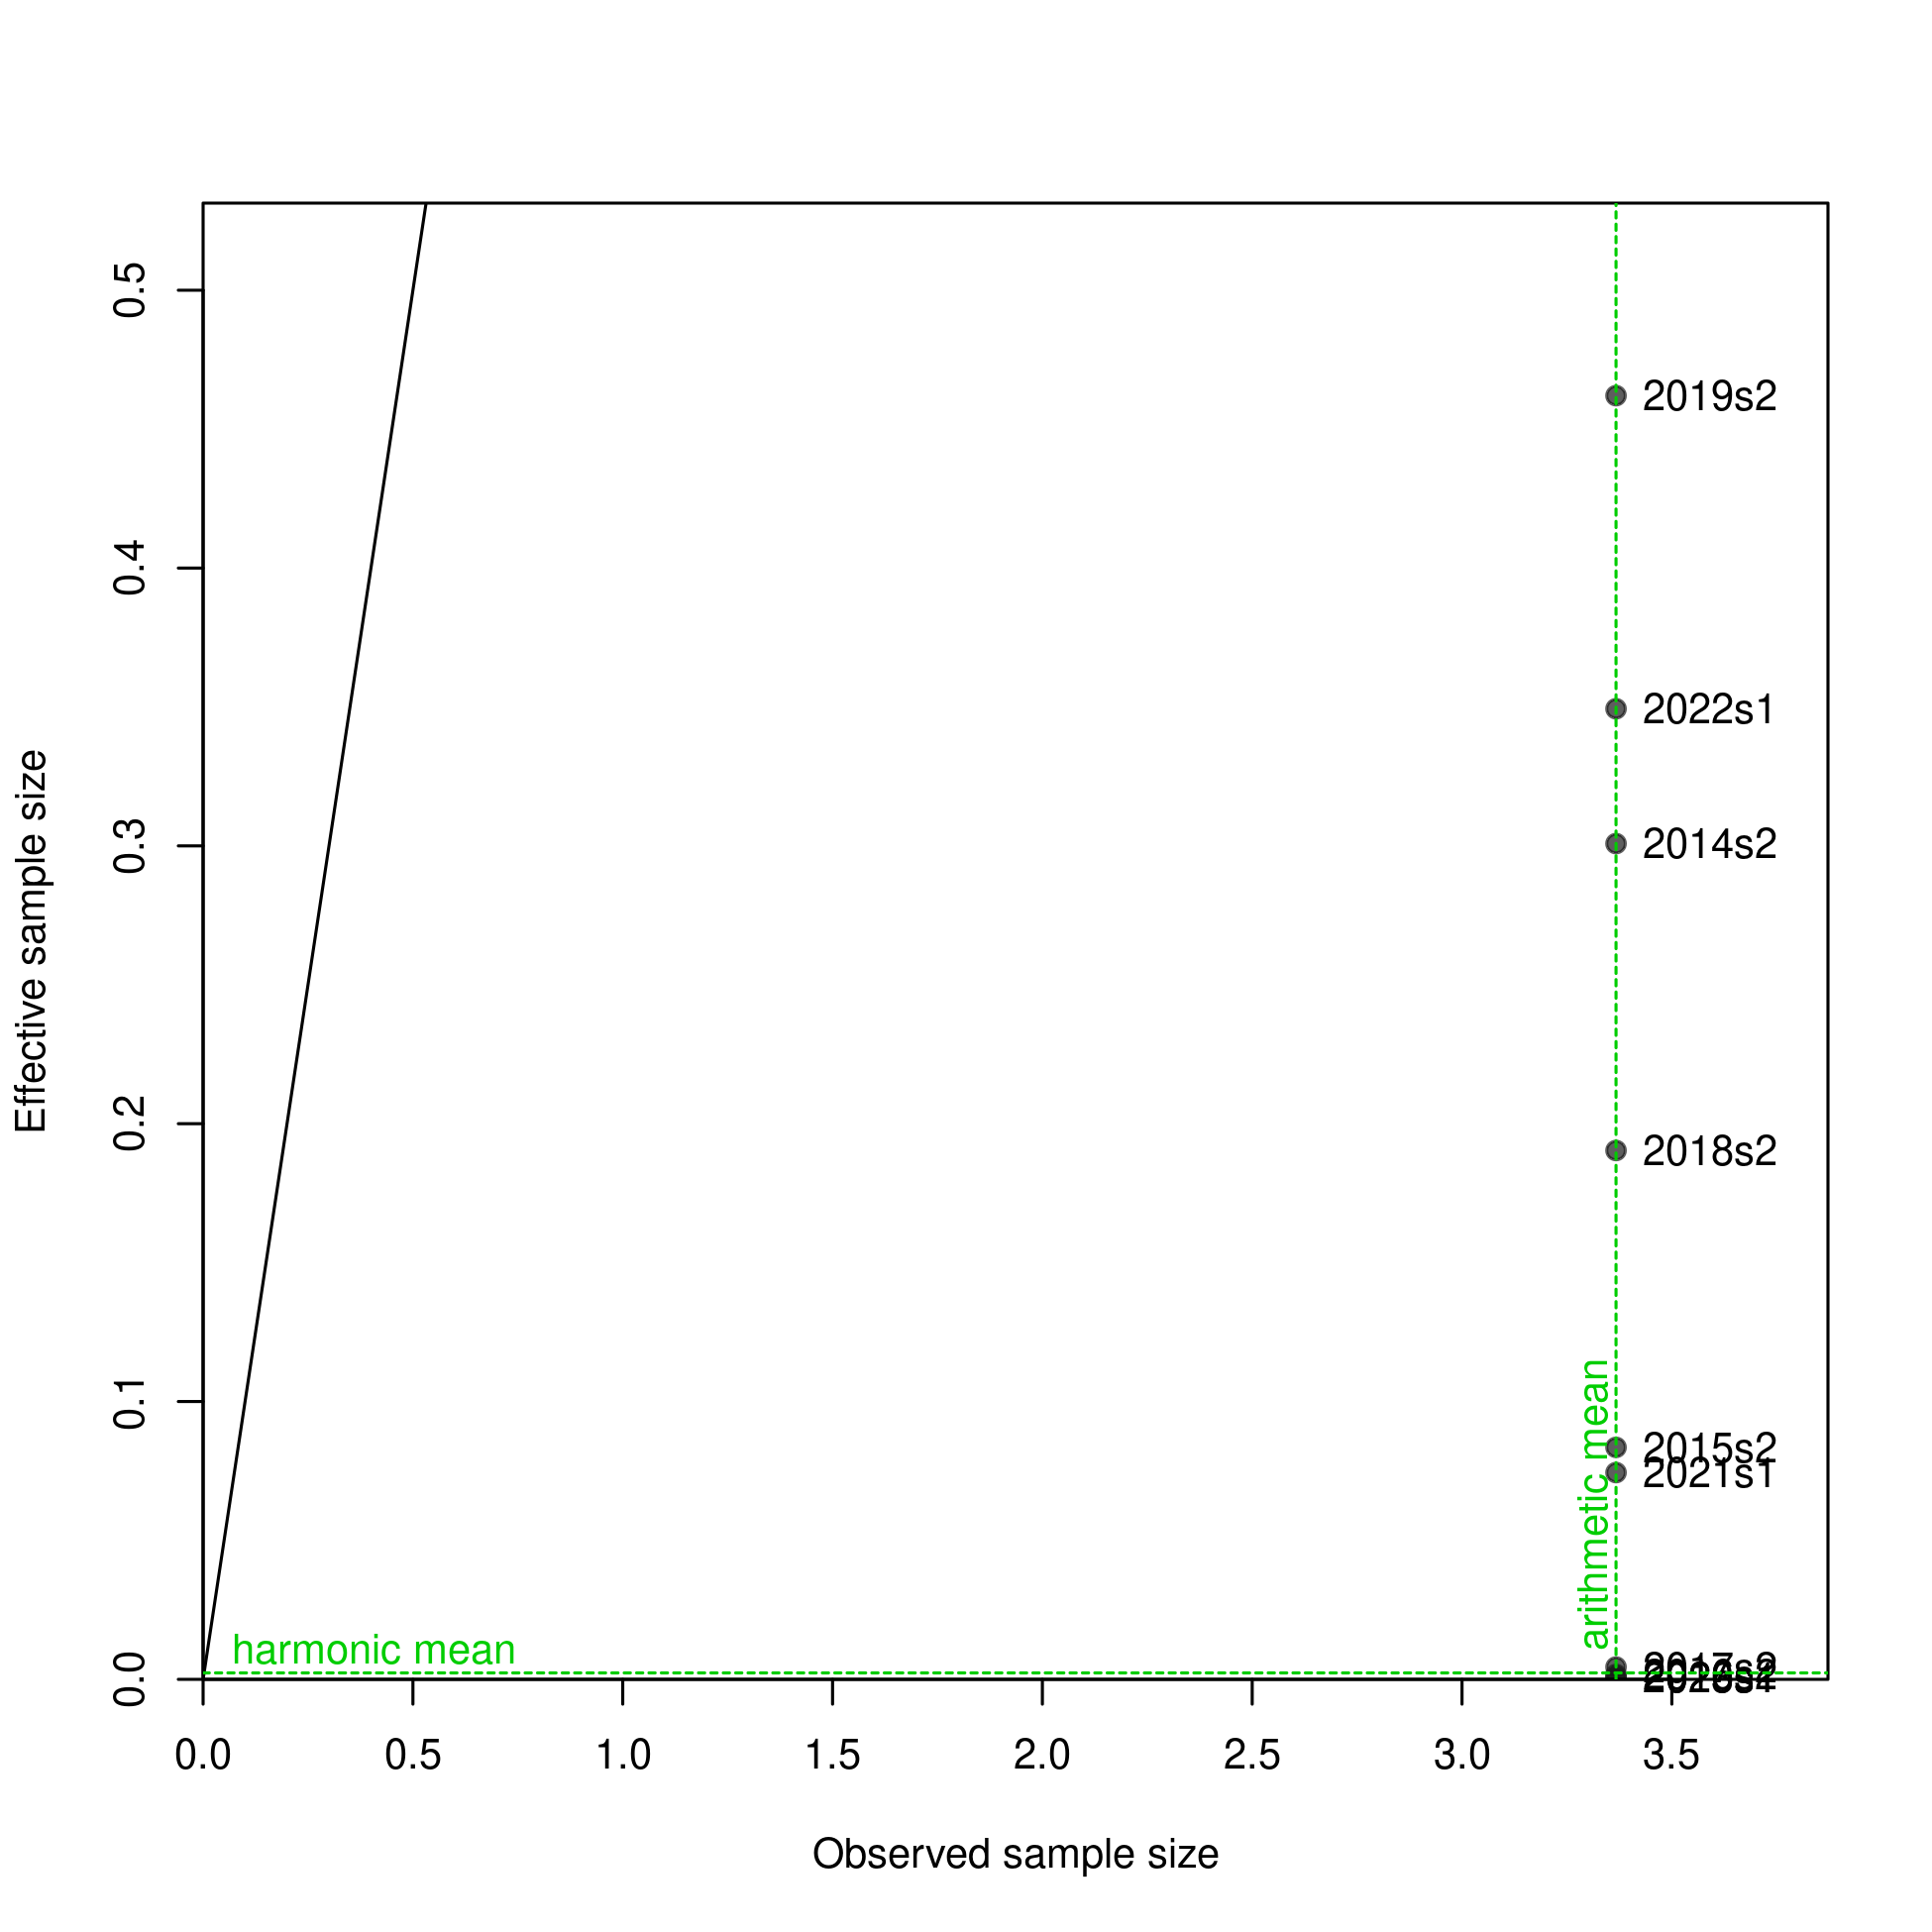 0.5
0.4
0.3
0.2
0.1
0.0
Effective sample size
2019s2
2022s1
2014s2
2018s2
2015s2
2021s1
arithmetic mean
harmonic mean
0.0
0.5
1.0
1.5
2.0
2.5
3.0
3.5
Observed sample size